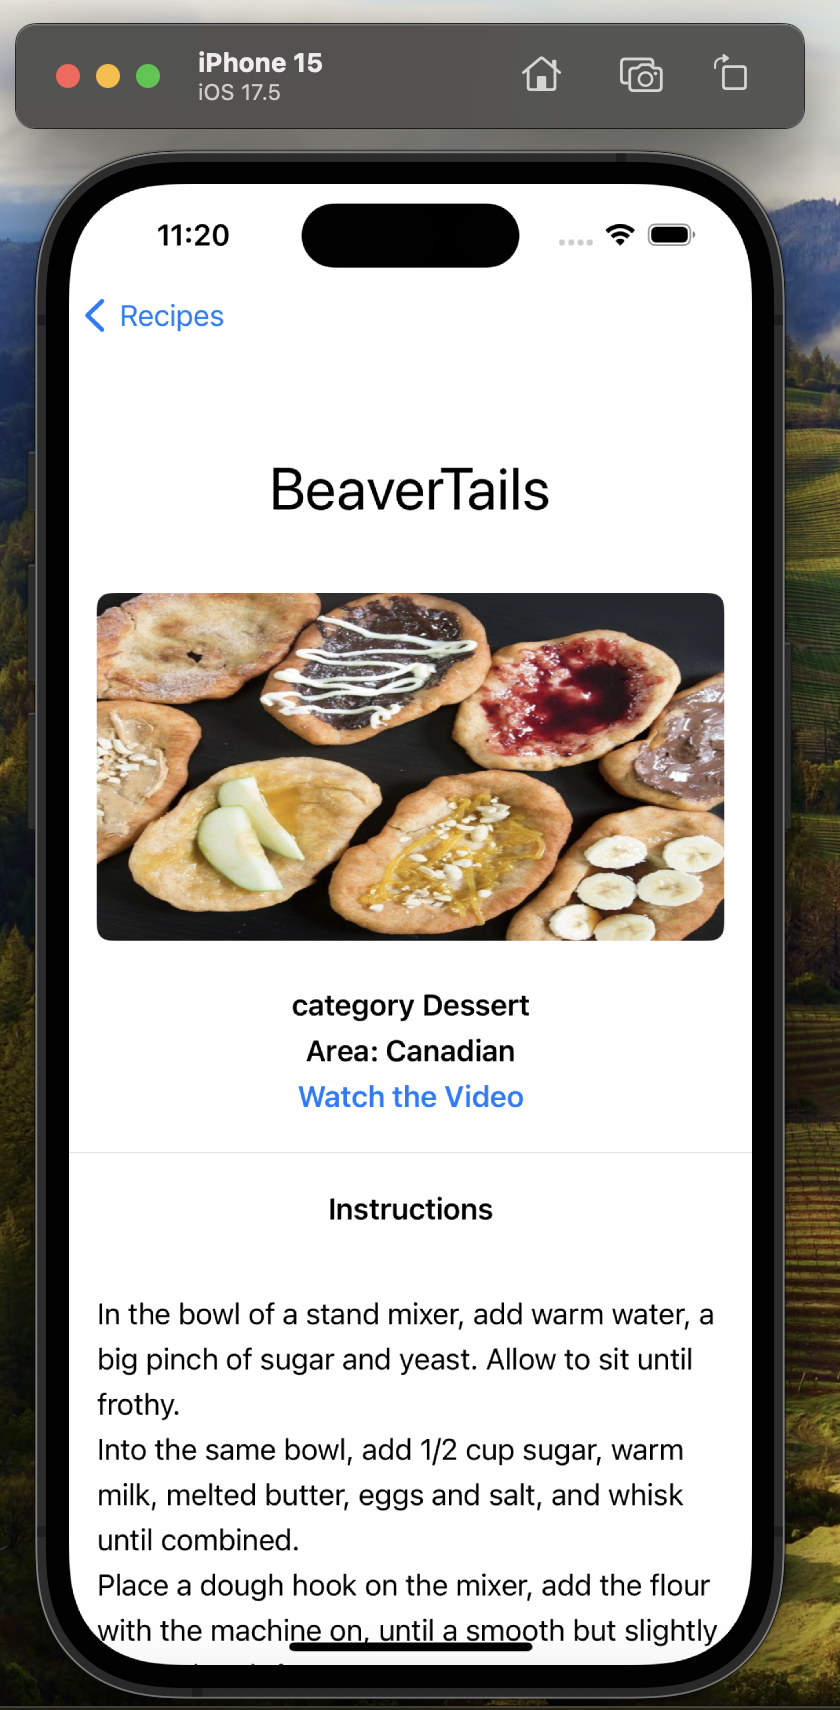 iPhone 15
iOS 17.5
11:20
Recipes
BeaverTails
category Dessert
Area: Canadian
Watch the Video
Instructions
In the bowl of a stand mixer, add warm water, a
big pinch of sugar and yeast. Allow to sit until
frothy.
Into the same bowl, add 1/2 cup sugar, warm
milk, melted butter, eggs and salt, and whisk
until combined.
Place a dough hook on the mixer, add the flour
with the machine on, until a smooth but slightly